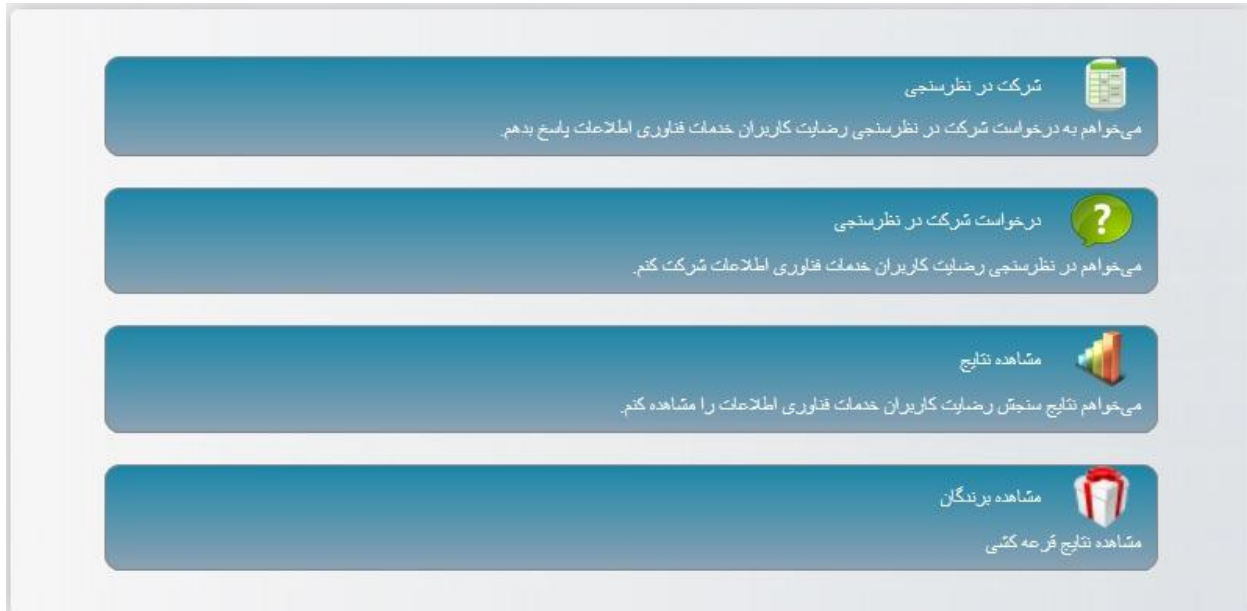 شرکت در نظرسنجی
می‌خواهم به درخواست شرکت در نظرسنجی رضایت کاربران خدمات فناوری اطلاعات پاسخ بدهم.
درخواست شرکت در نظرسنجی
می‌خواهم در نظرسنجی رضایت کاربران خدمات فناوری اطلاعات شرکت کنم.
مشاهده نتایج
می‌خواهم نتایج سنجش رضایت کاربران خدمات فناوری اطلاعات را مشاهده کنم.
مشاهده برندگان
مشاهده نتایج قرعه کشی